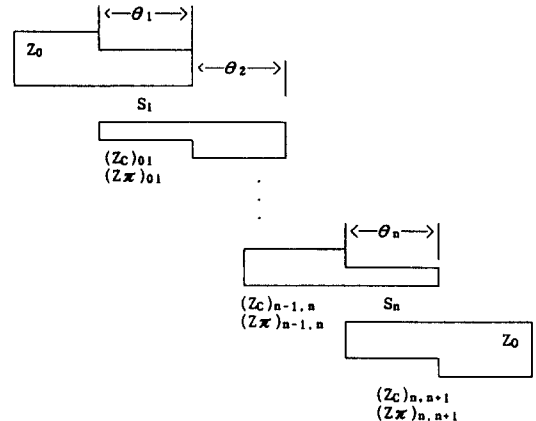 θ1
Z0
θ2
S1
(Zc)01
(Zπ)01
θn
(Zc)n-1,n
(Zπ)n-1,n
Sn
Z0
(Zc)n,n+1
(Zπ)n,n+1